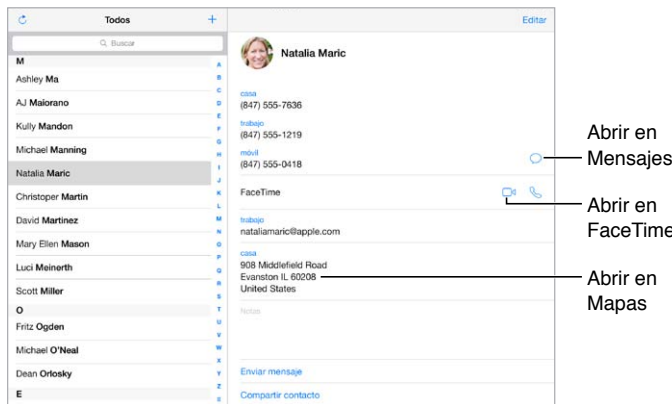 Todos
+
Buscar
M
Ashley Ma
AJ Maiorano
Kully Mandon
Michael Manning
Natalia Maric
Christoper Martin
David Martinez
Mary Ellen Mason
Luci Meinerth
Scott Miller
O
Fritz Ogden
Michael O'Neal
Dean Orlosky
E
A
B
C
D
E
F
G
H
I
J
K
L
M
N
O
P
Q
R
S
T
U
V
W
X
Y
Z
Editar
Natalia Maric
casa
(847) 555-7636
trabajo
(847) 555-1219
móvil
(847) 555-0418
FaceTime
trabajo
nataliamaric@apple.com
casa
908 Middlefield Road
Evanston IL 60208
United States
Notas
Enviar mensaje
Compartir contacto
Abrir en
Mensajes
Abrir en
FaceTime
Abrir en
Mapas